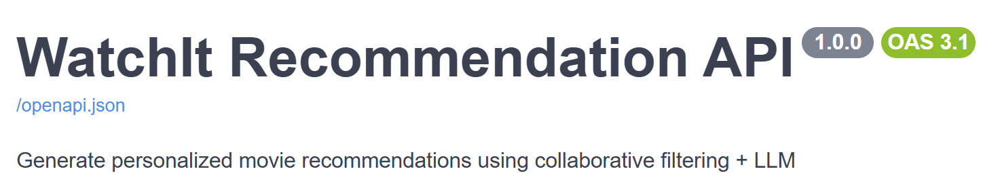 WatchIt Recommendation API 1.0.0 OAS 3.1
/openapi.json
Generate personalized movie recommendations using collaborative filtering + LLM